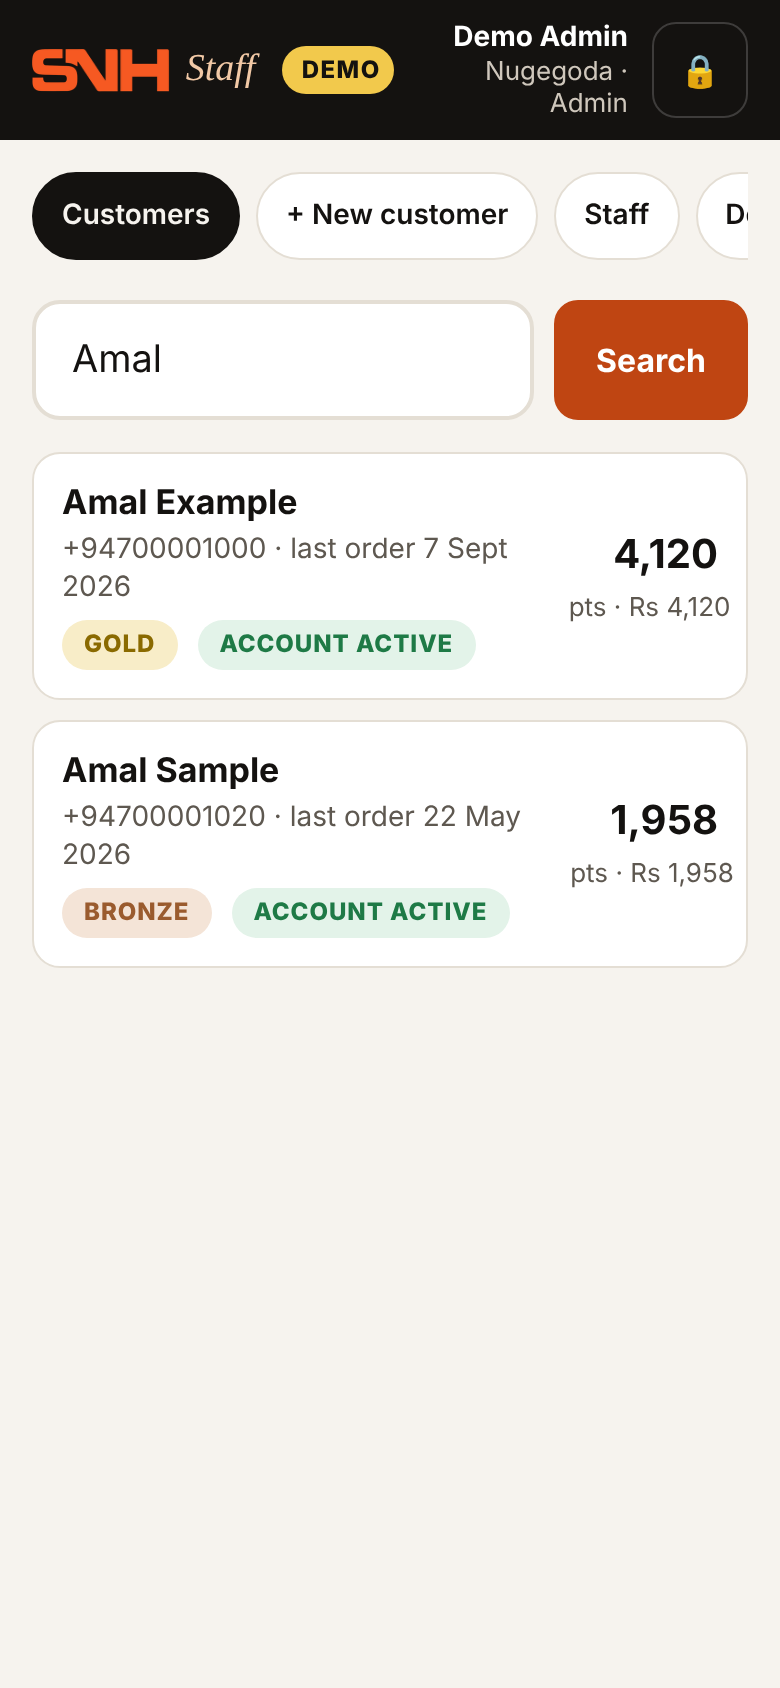 SNH Staff DEMO
Demo Admin
Nugegoda ·
Admin
Customers
+ New customer
Staff
Amal
Search
Amal Example
+94700001000 · last order 7 Sept
2026
4,120
pts · Rs 4,120
GOLD
ACCOUNT ACTIVE
Amal Sample
+94700001020 · last order 22 May
2026
1,958
pts · Rs 1,958
BRONZE
ACCOUNT ACTIVE